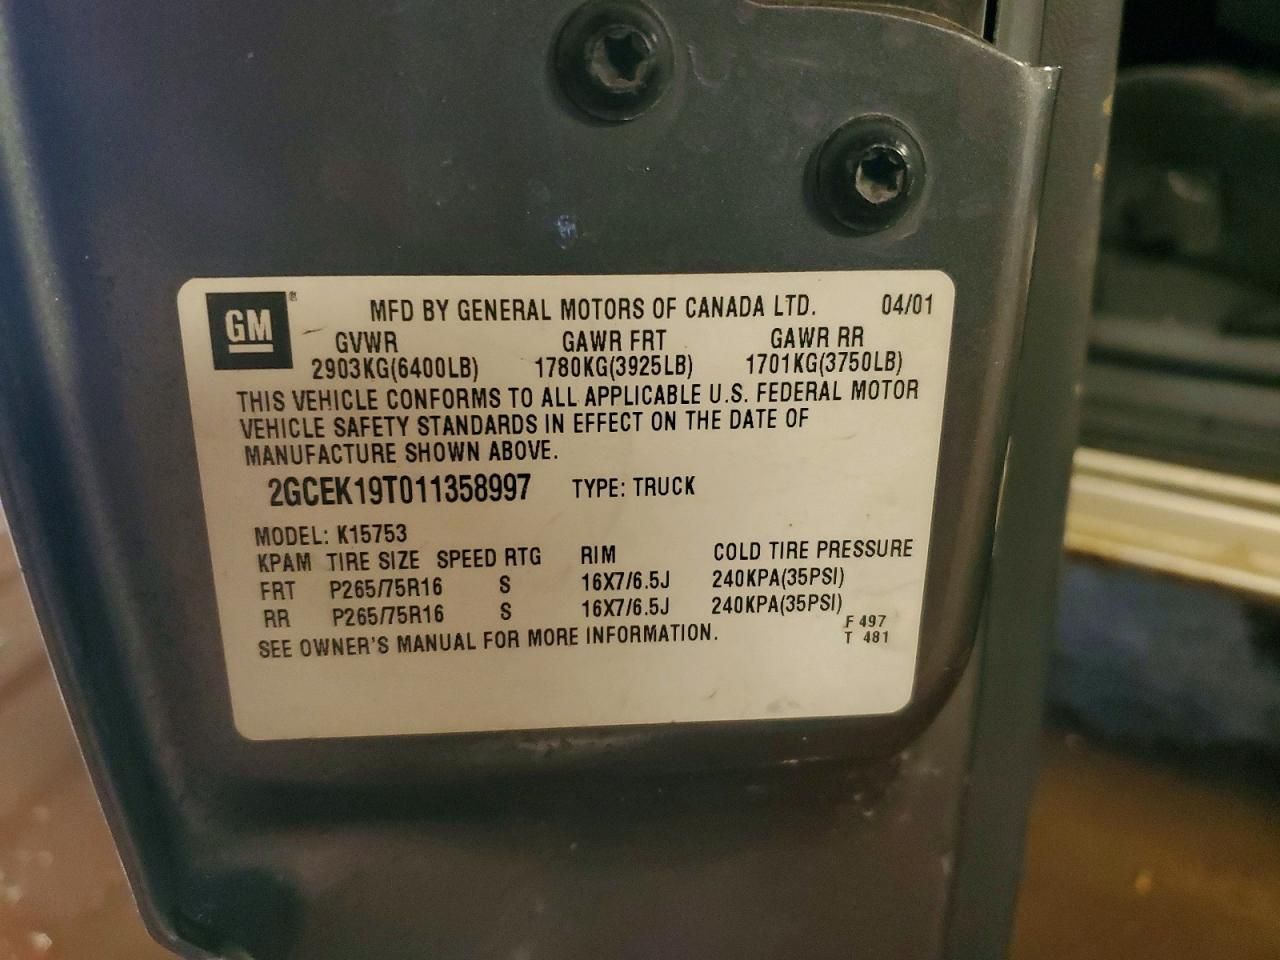 GM ® MFD BY GENERAL MOTORS OF CANADA LTD. 04/01
GVWR GAWR FRT GAWR RR
2903KG(6400LB) 1780KG(3925LB) 1701KG(3750LB)
THIS VEHICLE CONFORMS TO ALL APPLICABLE U.S. FEDERAL MOTOR
VEHICLE SAFETY STANDARDS IN EFFECT ON THE DATE OF
MANUFACTURE SHOWN ABOVE.
2GCEK19T011358997 TYPE: TRUCK
MODEL: K15753
KPAM TIRE SIZE SPEED RTG RIM COLD TIRE PRESSURE
FRT P265/75R16 S 16X7/6.5J 240KPA(35PSI)
RR P265/75R16 S 16X7/6.5J 240KPA(35PSI)
SEE OWNER'S MANUAL FOR MORE INFORMATION.
F 497
T 481